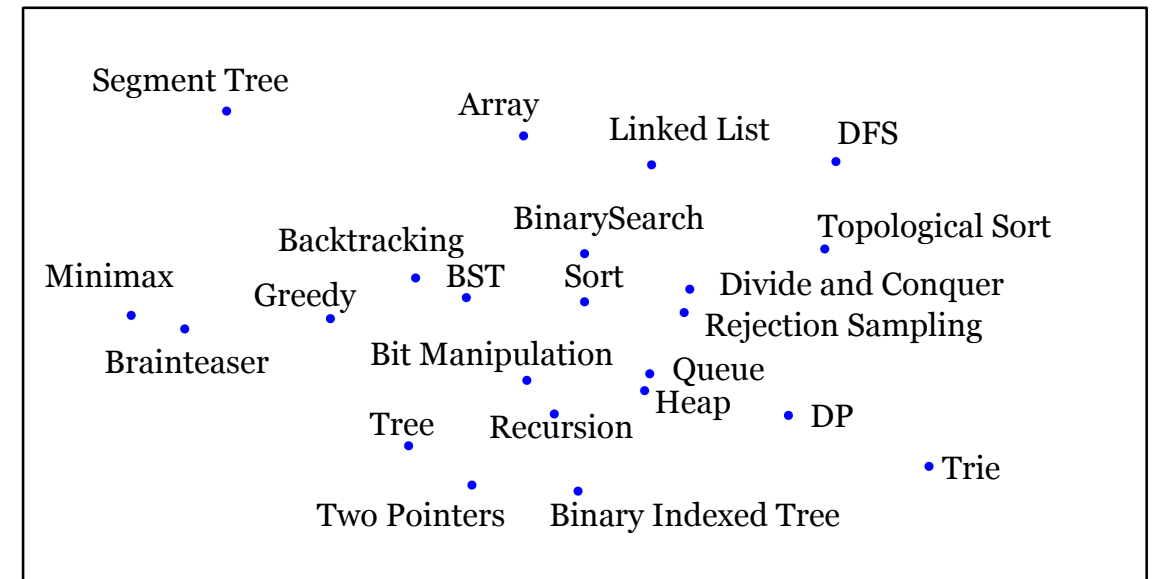 Segment Tree
Array
Linked List
DFS
BinarySearch
Topological Sort
Backtracking
Minimax
BST
Sort
Divide and Conquer
Greedy
Rejection Sampling
Brainteaser
Bit Manipulation
Queue
Heap
Tree
Recursion
DP
Trie
Two Pointers
Binary Indexed Tree